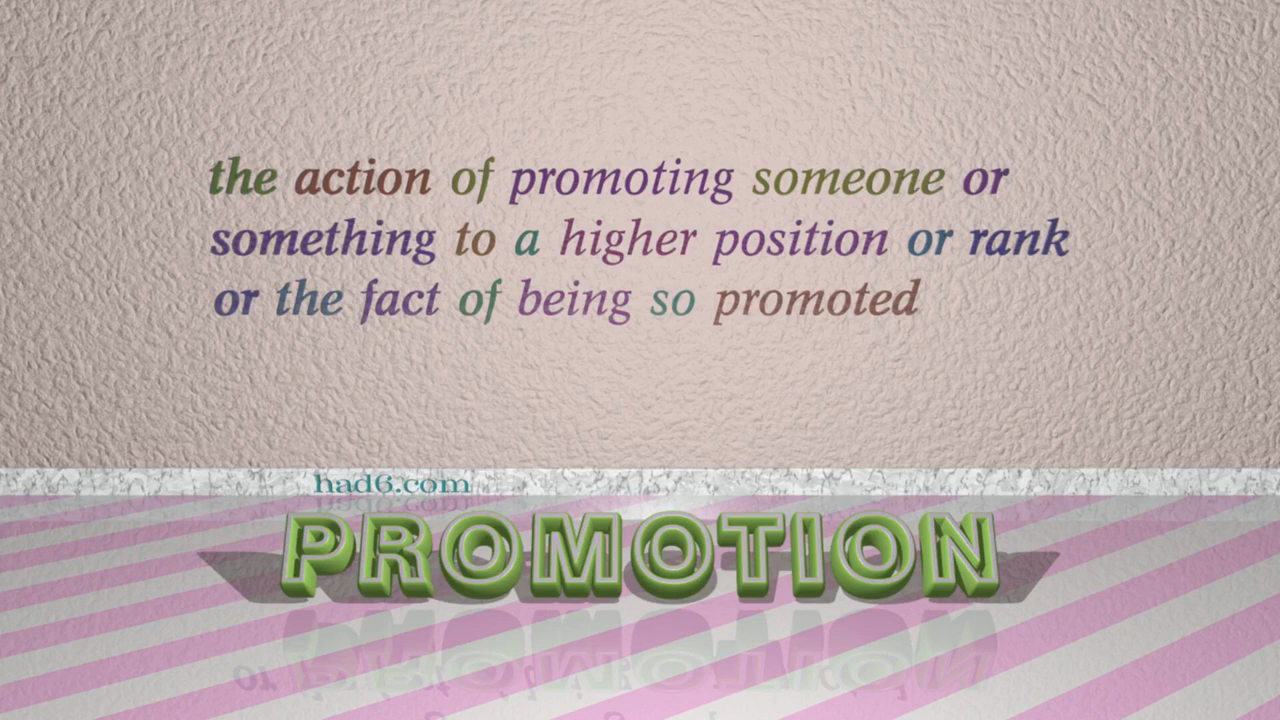 the action of promoting someone or
something to a higher position or rank
or the fact of being so promoted
had6.com
PROMOTION